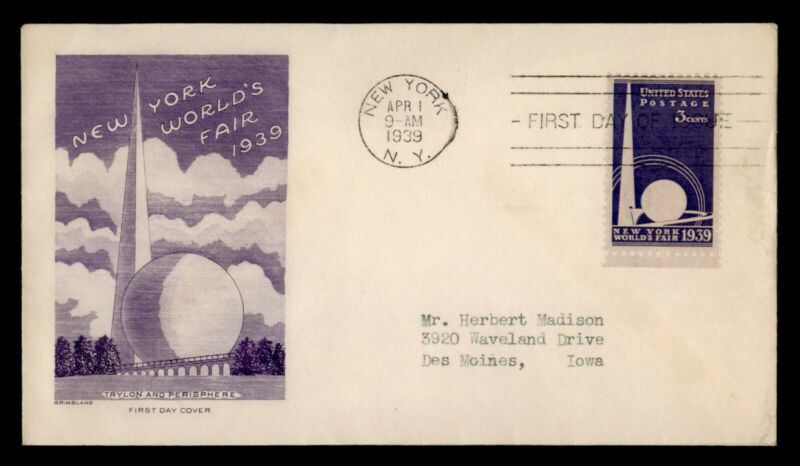 NEW YORK
WORLD'S
FAIR
1939
TRYLON AND PERISPHERE
GRIMSLAND
FIRST DAY COVER
NEW YORK
APR 1
9-AM
1939
N. Y.
FIRST DAY OF ISSUE
UNITED STATES
POSTAGE
3 CENTS
NEW YORK
WORLD'S FAIR 1939
Mr. Herbert Madison
3920 Waveland Drive
Des Moines, Iowa